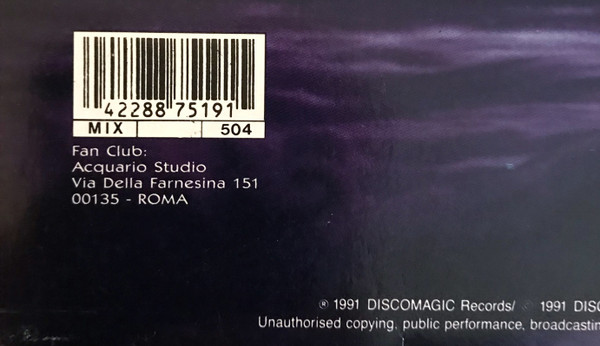 42288 75191
MIX 504
Fan Club:
Acquario Studio
Via Della Farnesina 151
00135 - ROMA
℗ 1991 DISCOMAGIC Records/ 1991
Unauthorised copying, public performance,